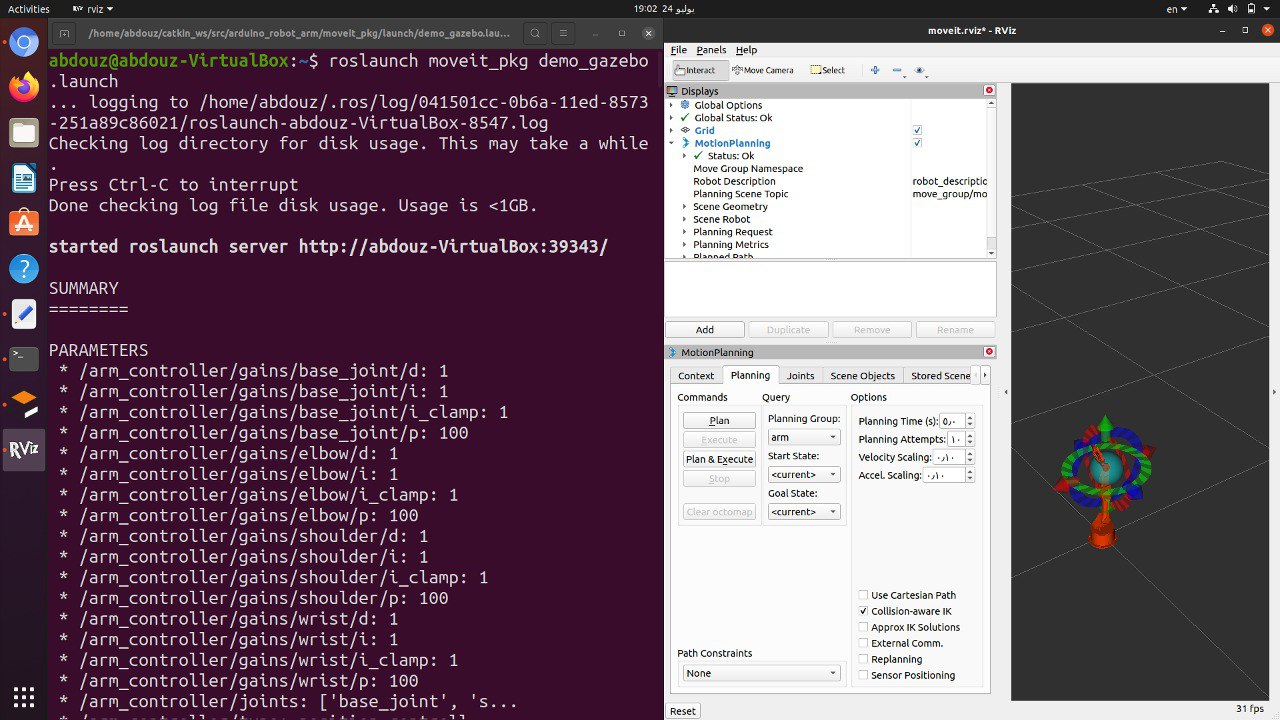 Activities
rviz
19:02 24 يوليو
en
/home/abdouz/catkin_ws/src/arduino_robot_arm/moveit_pkg/launch/demo_gazebo.lau...
abdouz@abdouz-VirtualBox:~$ roslaunch moveit_pkg demo_gazebo
.launch
... logging to /home/abdouz/.ros/log/041501cc-0b6a-11ed-8573
-251a89c86021/roslaunch-abdouz-VirtualBox-8547.log
Checking log directory for disk usage. This may take a while
.
Press Ctrl-C to interrupt
Done checking log file disk usage. Usage is <1GB.
started roslaunch server http://abdouz-VirtualBox:39343/
SUMMARY
========
PARAMETERS
* /arm_controller/gains/base_joint/d: 1
* /arm_controller/gains/base_joint/i: 1
* /arm_controller/gains/base_joint/i_clamp: 1
* /arm_controller/gains/base_joint/p: 100
* /arm_controller/gains/elbow/d: 1
* /arm_controller/gains/elbow/i: 1
* /arm_controller/gains/elbow/i_clamp: 1
* /arm_controller/gains/elbow/p: 100
* /arm_controller/gains/shoulder/d: 1
* /arm_controller/gains/shoulder/i: 1
* /arm_controller/gains/shoulder/i_clamp: 1
* /arm_controller/gains/shoulder/p: 100
* /arm_controller/gains/wrist/d: 1
* /arm_controller/gains/wrist/i: 1
* /arm_controller/gains/wrist/i_clamp: 1
* /arm_controller/gains/wrist/p: 100
* /arm_controller/joints: ['base_joint', 's...
RViz
moveit.rviz* - RViz
File Panels Help
Interact Move Camera Select
Displays
Global Options
Global Status: Ok
Grid
MotionPlanning
Status: Ok
Move Group Namespace
Robot Description robot_descriptio
Planning Scene Topic move_group/mo
Scene Geometry
Scene Robot
Planning Request
Planning Metrics
Planned Path
Add Duplicate Remove Rename
MotionPlanning
Context Planning Joints Scene Objects Stored Scene
Commands Query Options
Plan
Execute
Plan & Execute
Stop
Clear octomap
Planning Group:
arm
Start State:
<current>
Goal State:
<current>
Planning Time (s): ٥٫٠
Planning Attempts: ١٠
Velocity Scaling: ٠٫١٠
Accel. Scaling: ٠٫١٠
Use Cartesian Path
Collision-aware IK
Approx IK Solutions
External Comm.
Replanning
Sensor Positioning
Path Constraints
None
Reset
31 fps